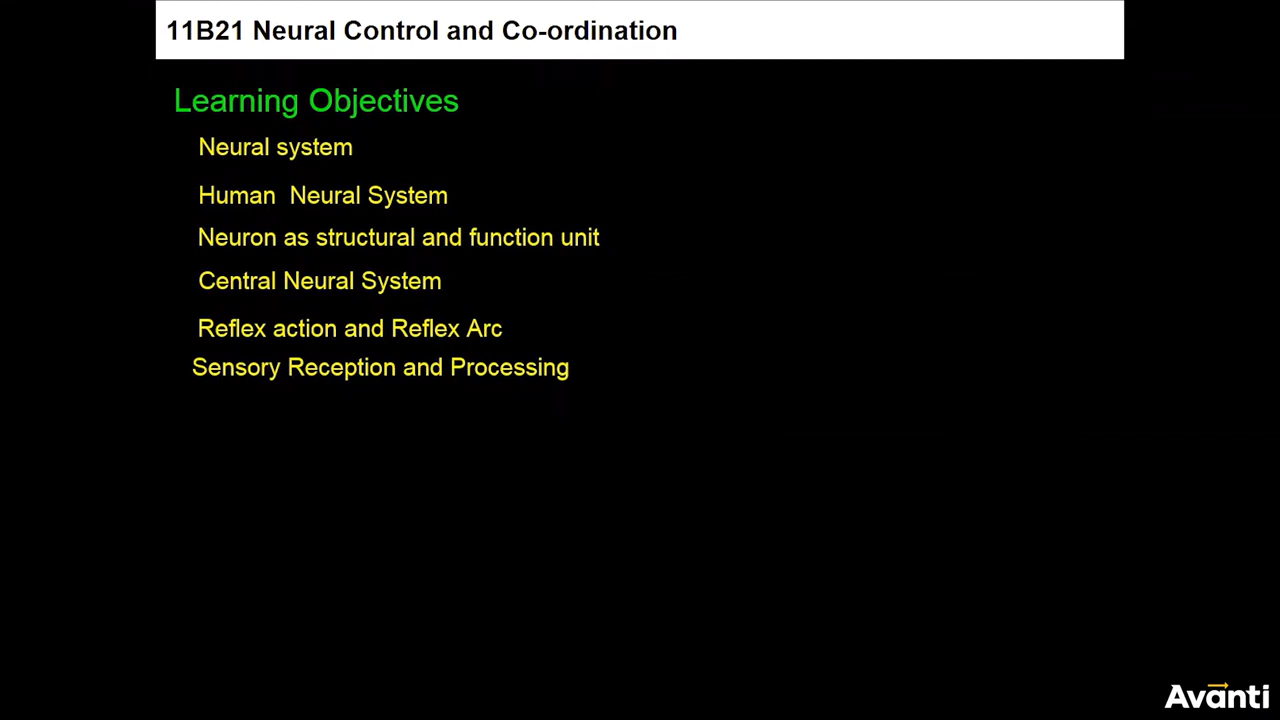 11B21 Neural Control and Co-ordination
Learning Objectives
Neural system
Human Neural System
Neuron as structural and function unit
Central Neural System
Reflex action and Reflex Arc
Sensory Reception and Processing
Avanti